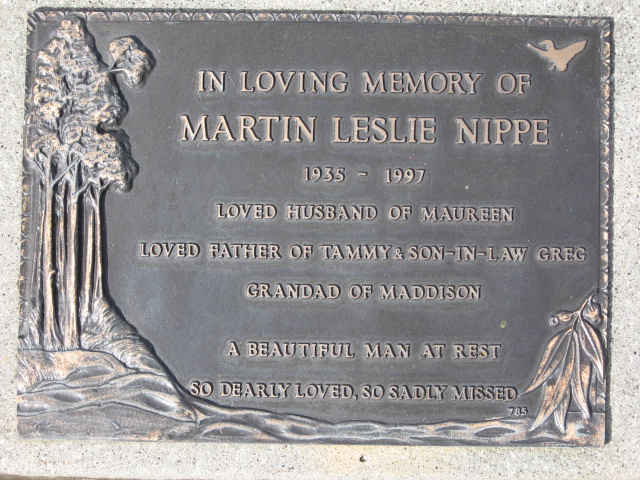 IN LOVING MEMORY OF
MARTIN LESLIE NIPPE
1935 - 1997
LOVED HUSBAND OF MAUREEN
LOVED FATHER OF TAMMY & SON-IN-LAW GREG
GRANDAD OF MADDISON
A BEAUTIFUL MAN AT REST
SO DEARLY LOVED, SO SADLY MISSED
785